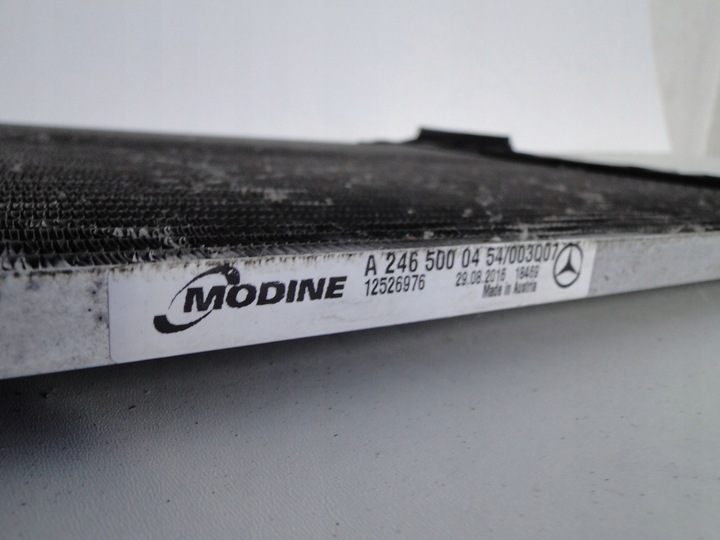 MODINE
A 246 500 04 54/003Q07
12526976
29.08.2016 18459
Made in Austria